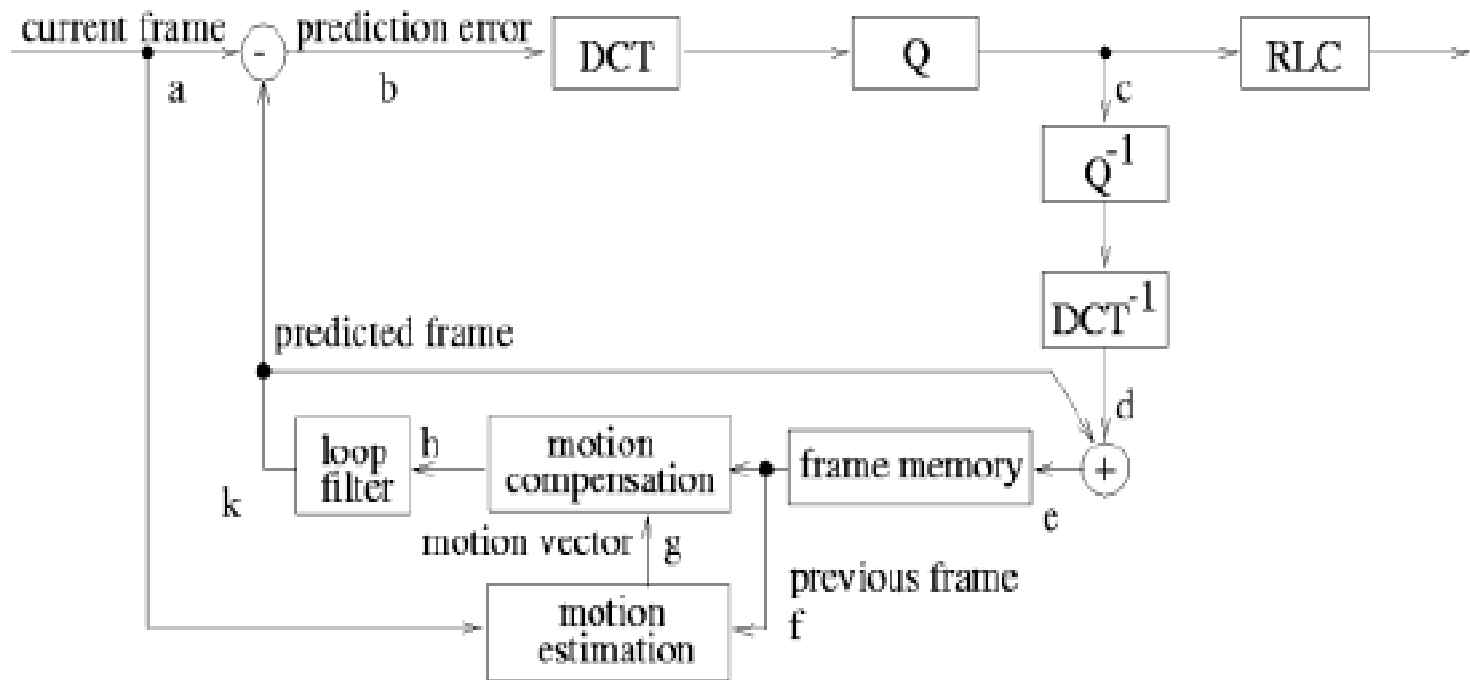 current frame
prediction error
-
DCT
Q
RLC
a
b
c
Q-1
DCT-1
predicted frame
d
loop
filter
h
motion
compensation
frame memory
+
k
e
motion vector
g
previous frame
f
motion
estimation